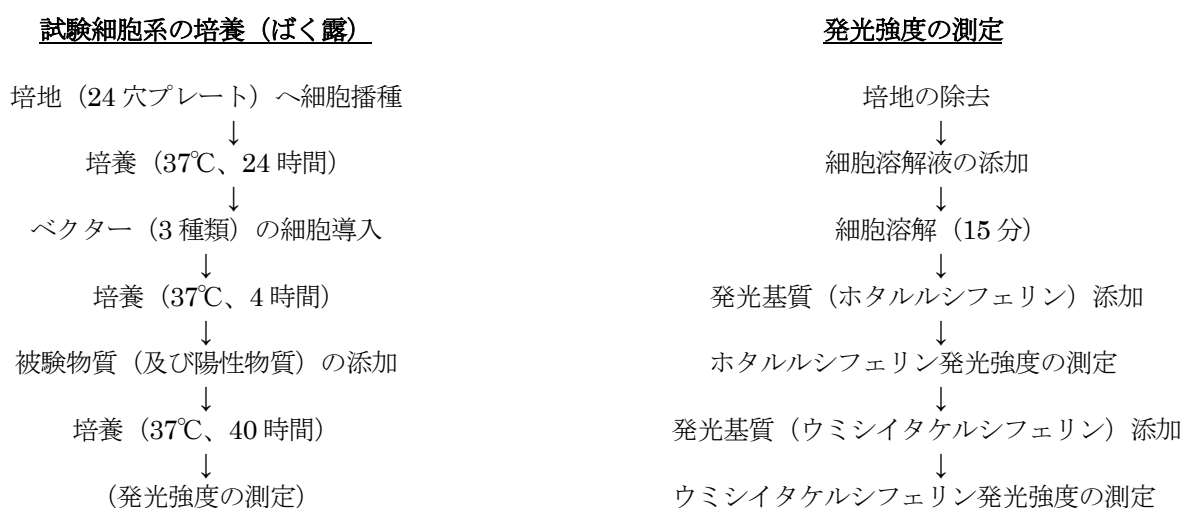 試験細胞系の培養（ばく露）
培地（24 穴プレート）へ細胞播種
↓
培養（37℃、24 時間）
↓
ベクター（3 種類）の細胞導入
↓
培養（37℃、4 時間）
↓
被験物質（及び陽性物質）の添加
↓
培養（37℃、40 時間）
↓
（発光強度の測定）
発光強度の測定
培地の除去
↓
細胞溶解液の添加
↓
細胞溶解（15 分）
↓
発光基質（ホタルルシフェリン）添加
↓
ホタルルシフェリン発光強度の測定
↓
発光基質（ウミシイタケルシフェリン）添加
↓
ウミシイタケルシフェリン発光強度の測定